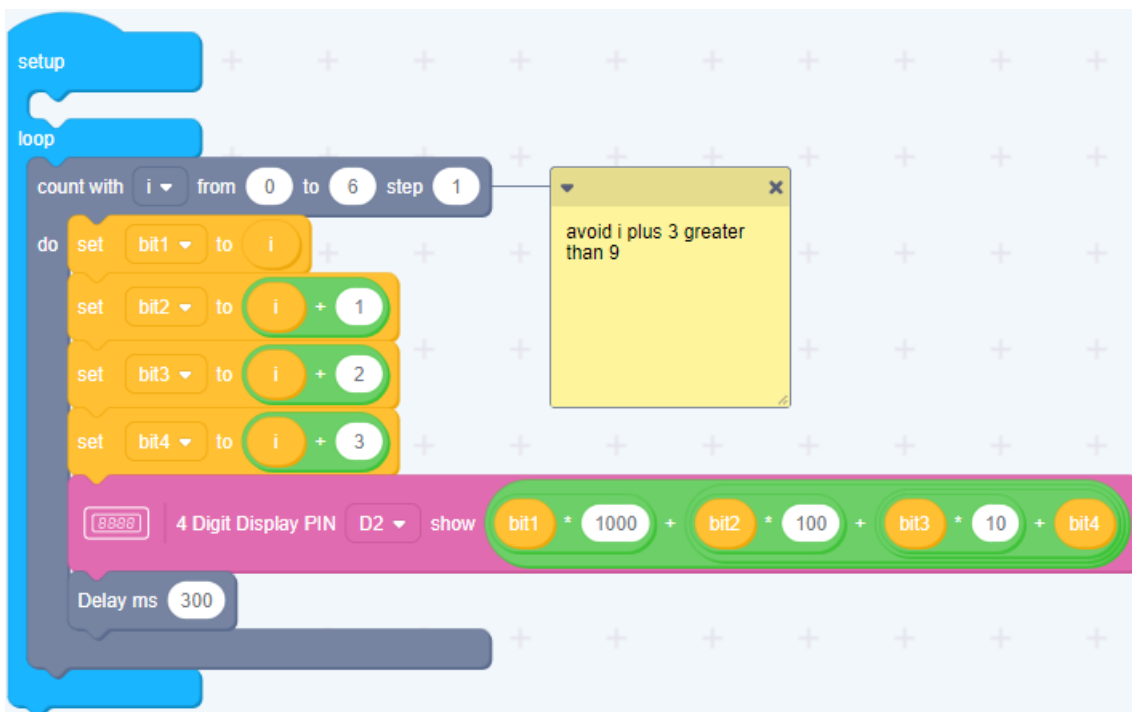 setup
loop
count with i from 0 to 6 step 1
avoid i plus 3 greater
than 9
do set bit1 to i
set bit2 to i + 1
set bit3 to i + 2
set bit4 to i + 3
8888 4 Digit Display PIN D2 show bit1 * 1000 + bit2 * 100 + bit3 * 10 + bit4
Delay ms 300